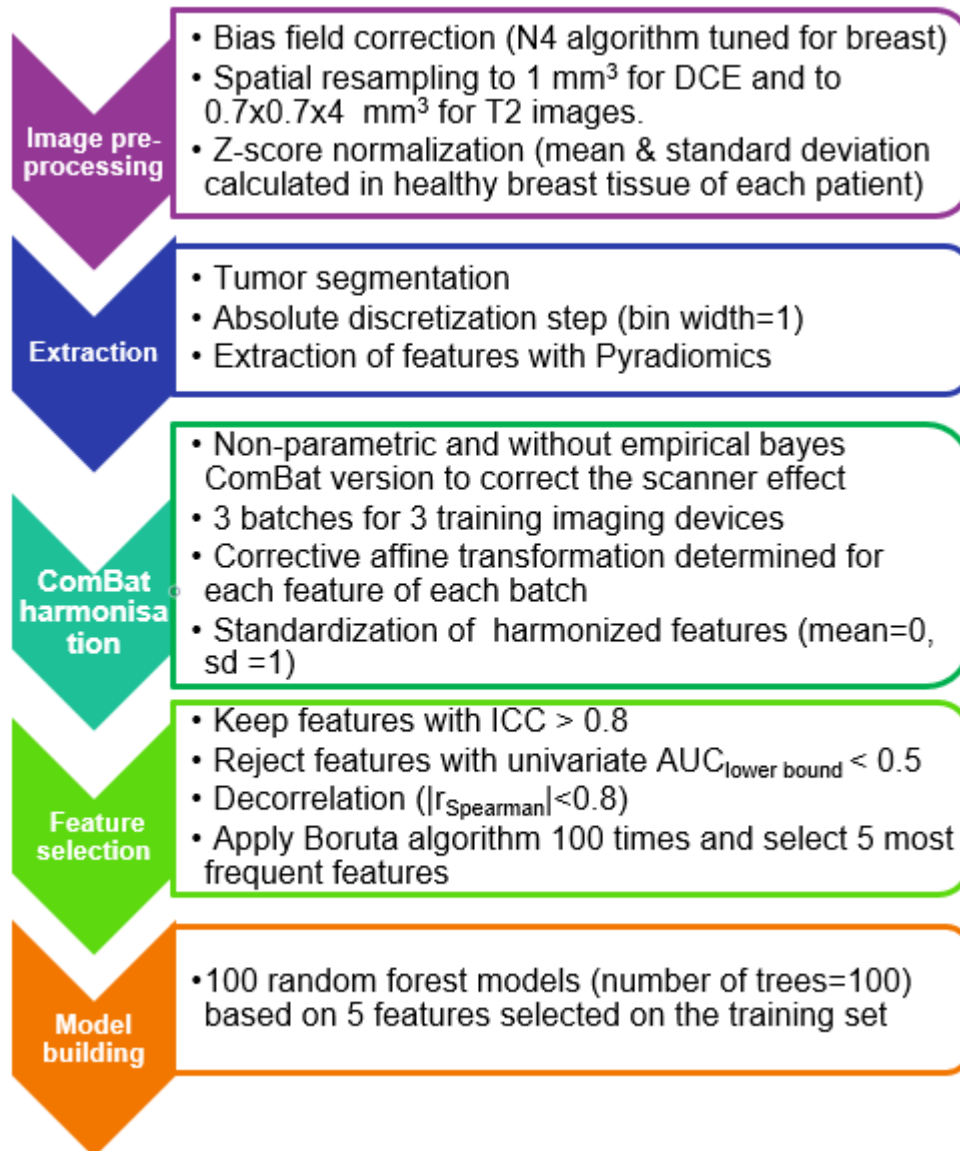 Image pre-
processing
• Bias field correction (N4 algorithm tuned for breast)
• Spatial resampling to 1 mm³ for DCE and to
0.7x0.7x4 mm³ for T2 images.
• Z-score normalization (mean & standard deviation
calculated in healthy breast tissue of each patient)
Extraction
• Tumor segmentation
• Absolute discretization step (bin width=1)
• Extraction of features with Pyradiomics
ComBat
harmonisa
tion
• Non-parametric and without empirical bayes
ComBat version to correct the scanner effect
• 3 batches for 3 training imaging devices
• Corrective affine transformation determined for
each feature of each batch
• Standardization of harmonized features (mean=0,
sd =1)
Feature
selection
• Keep features with ICC > 0.8
• Reject features with univariate AUC_lower bound < 0.5
• Decorrelation (|r_Spearman|<0.8)
• Apply Boruta algorithm 100 times and select 5 most
frequent features
Model
building
•100 random forest models (number of trees=100)
based on 5 features selected on the training set